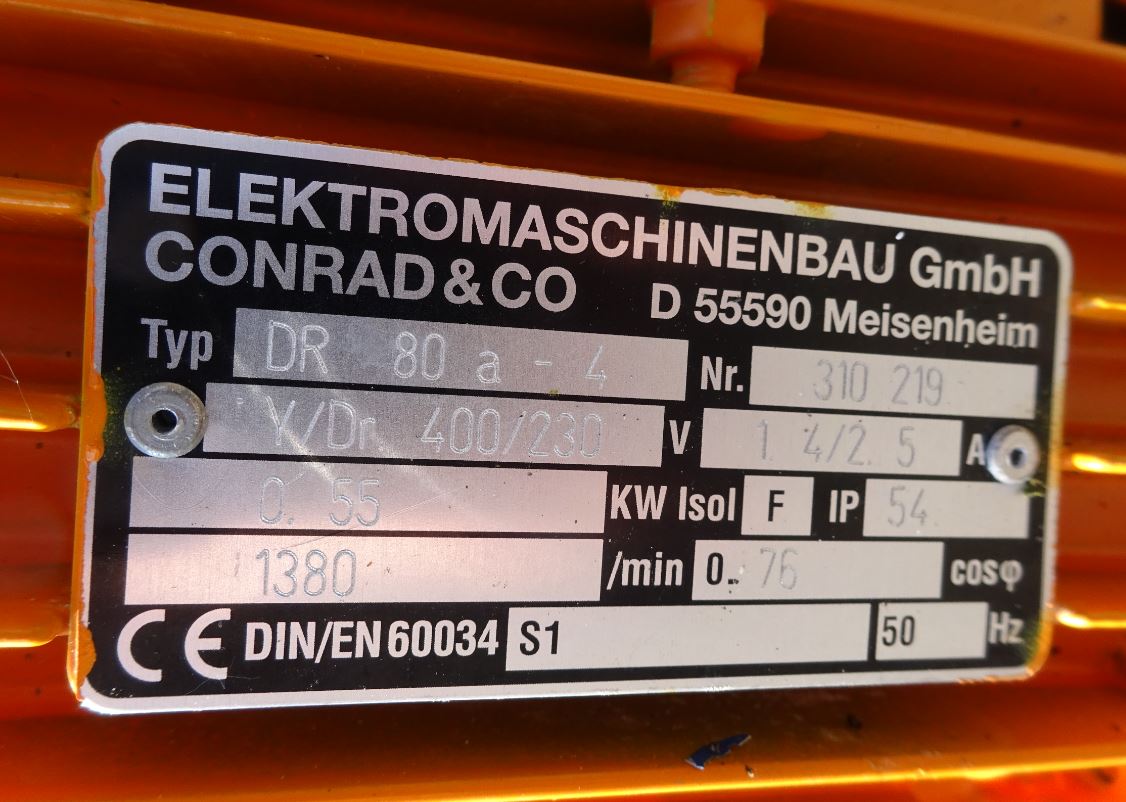 ELEKTROMASCHINENBAU GmbH
CONRAD & CO D 55590 Meisenheim
Typ DR 80 a - 4 Nr. 310 219
Y/Dr 400/230 V 1. 4/2. 5 A
0. 55 KW Isol F IP 54
1380 /min 0. 76 cosφ
CE DIN/EN 60034 S1 50 Hz